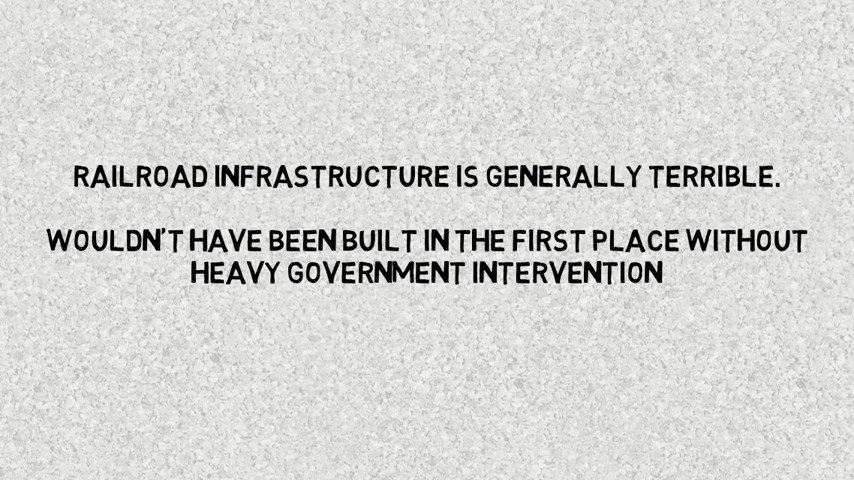 RAILROAD INFRASTRUCTURE IS GENERALLY TERRIBLE.
WOULDN'T HAVE BEEN BUILT IN THE FIRST PLACE WITHOUT
HEAVY GOVERNMENT INTERVENTION